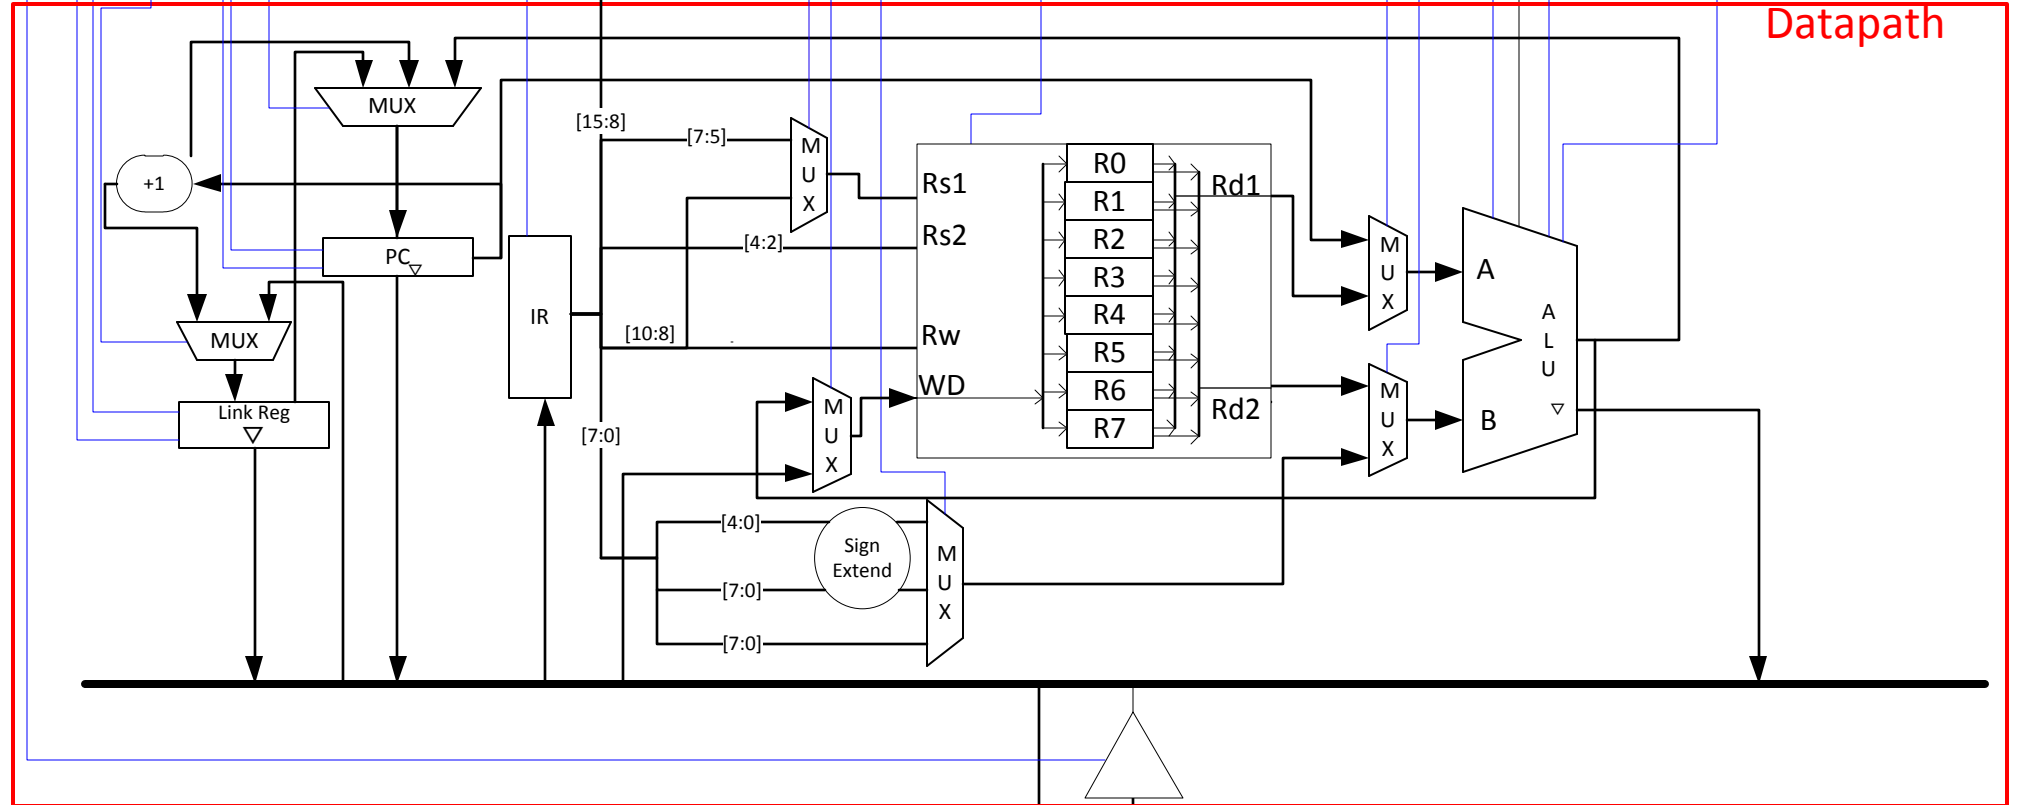 Datapath
MUX
[15:8]
[7:5]
M
U
X
+1
Rs1
Rs2
Rw
WD
R0
R1
R2
R3
R4
R5
R6
R7
Rd1
Rd2
[4:2]
PC
IR
[10:8]
MUX
Link Reg
[7:0]
M
U
X
M
U
X
M
U
X
A
B
A
L
U
[4:0]
[7:0]
[7:0]
Sign
Extend
M
U
X